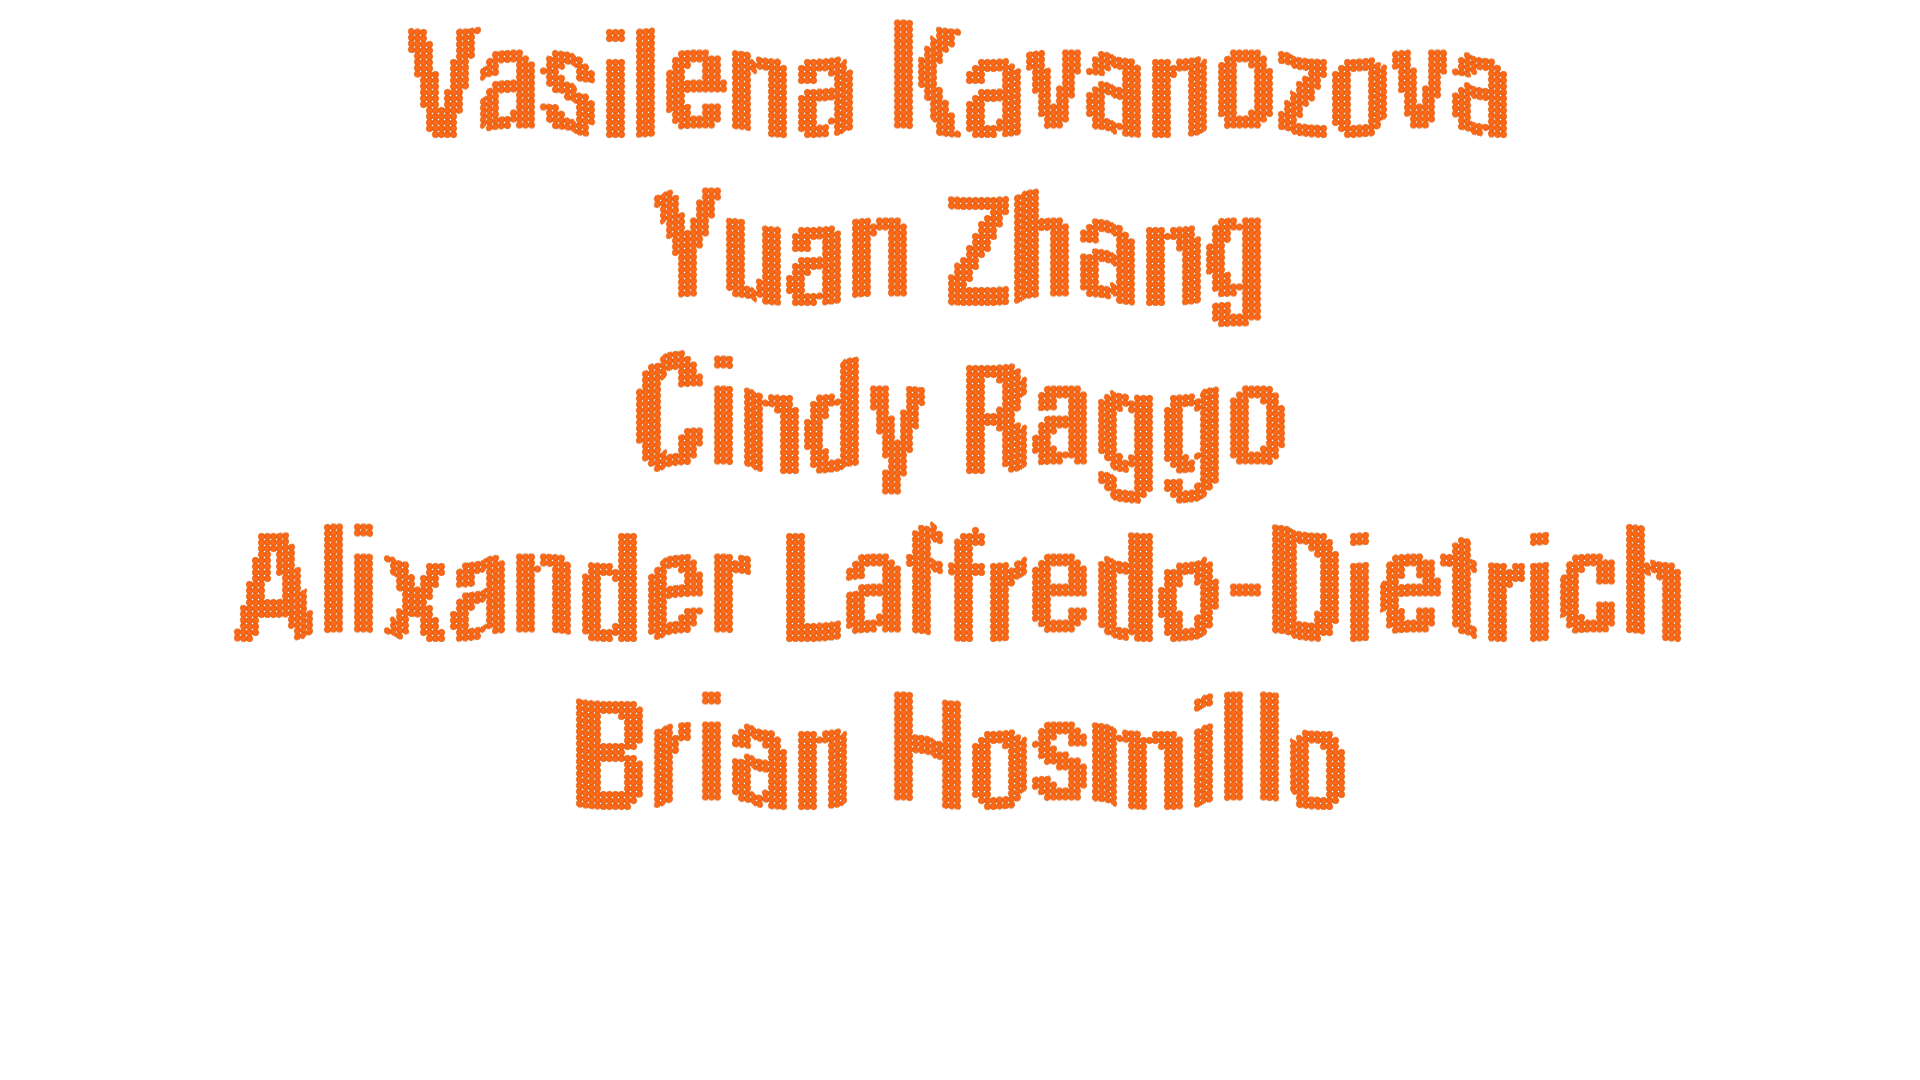 Vasilena Kavanozova
Yuan Zhang
Cindy Raggo
Alixander Laffredo-Dietrich
Brian Hosmillo